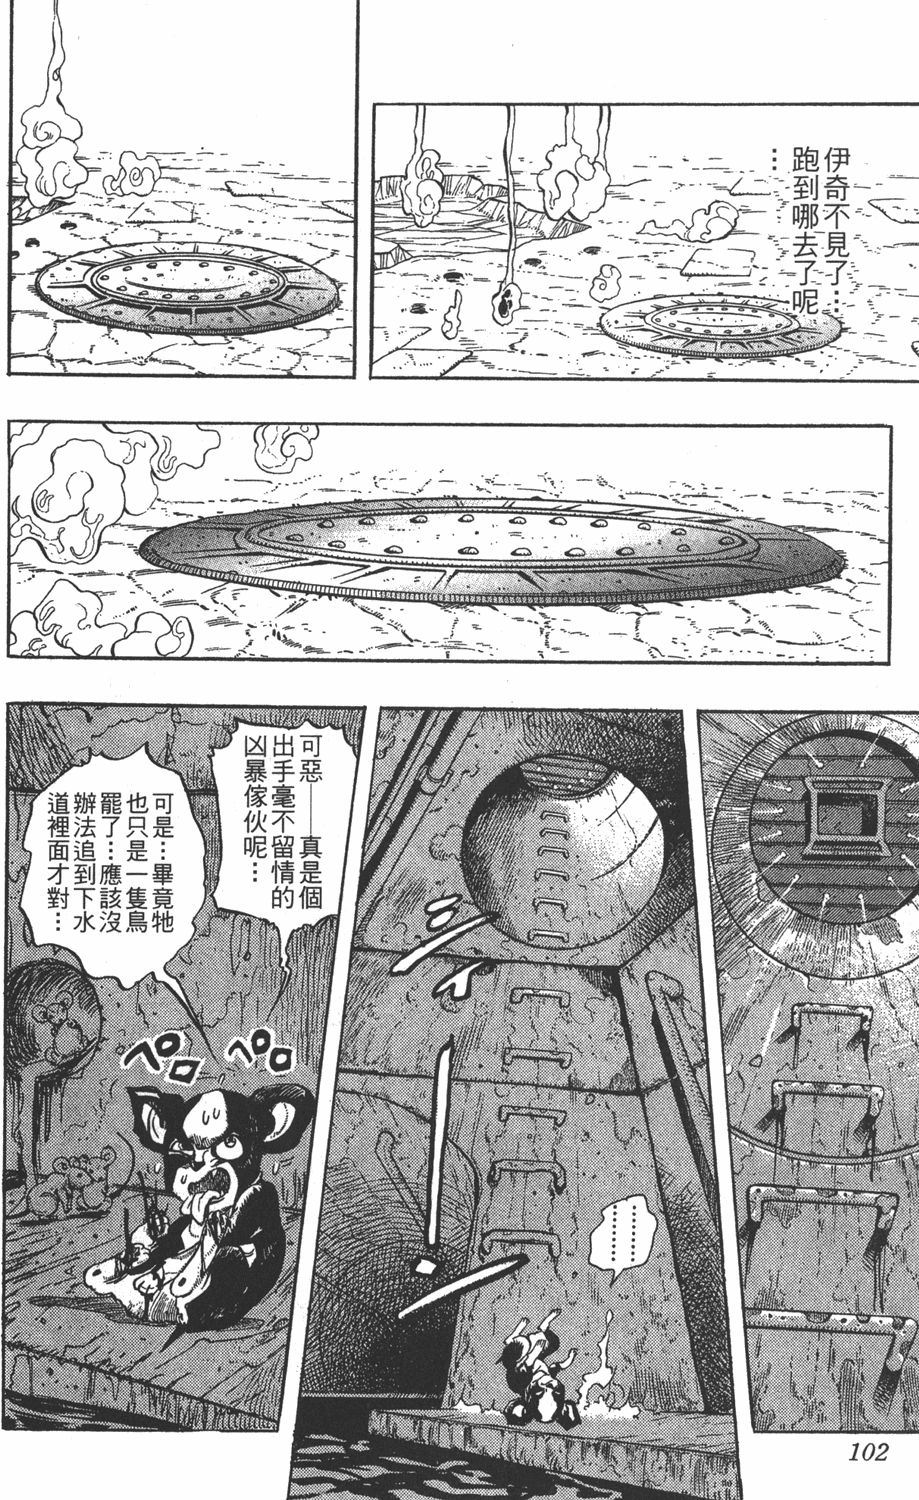 伊奇不見了…
跑到哪去了呢
…
ドサッ
……
……
可惡——真是個
出手毫不留情的
凶暴傢伙呢…
可是…畢竟牠
也只是一隻鳥
罷了…應該沒
辦法追到下水
道裡面才對…
ペロ
ペロ
102